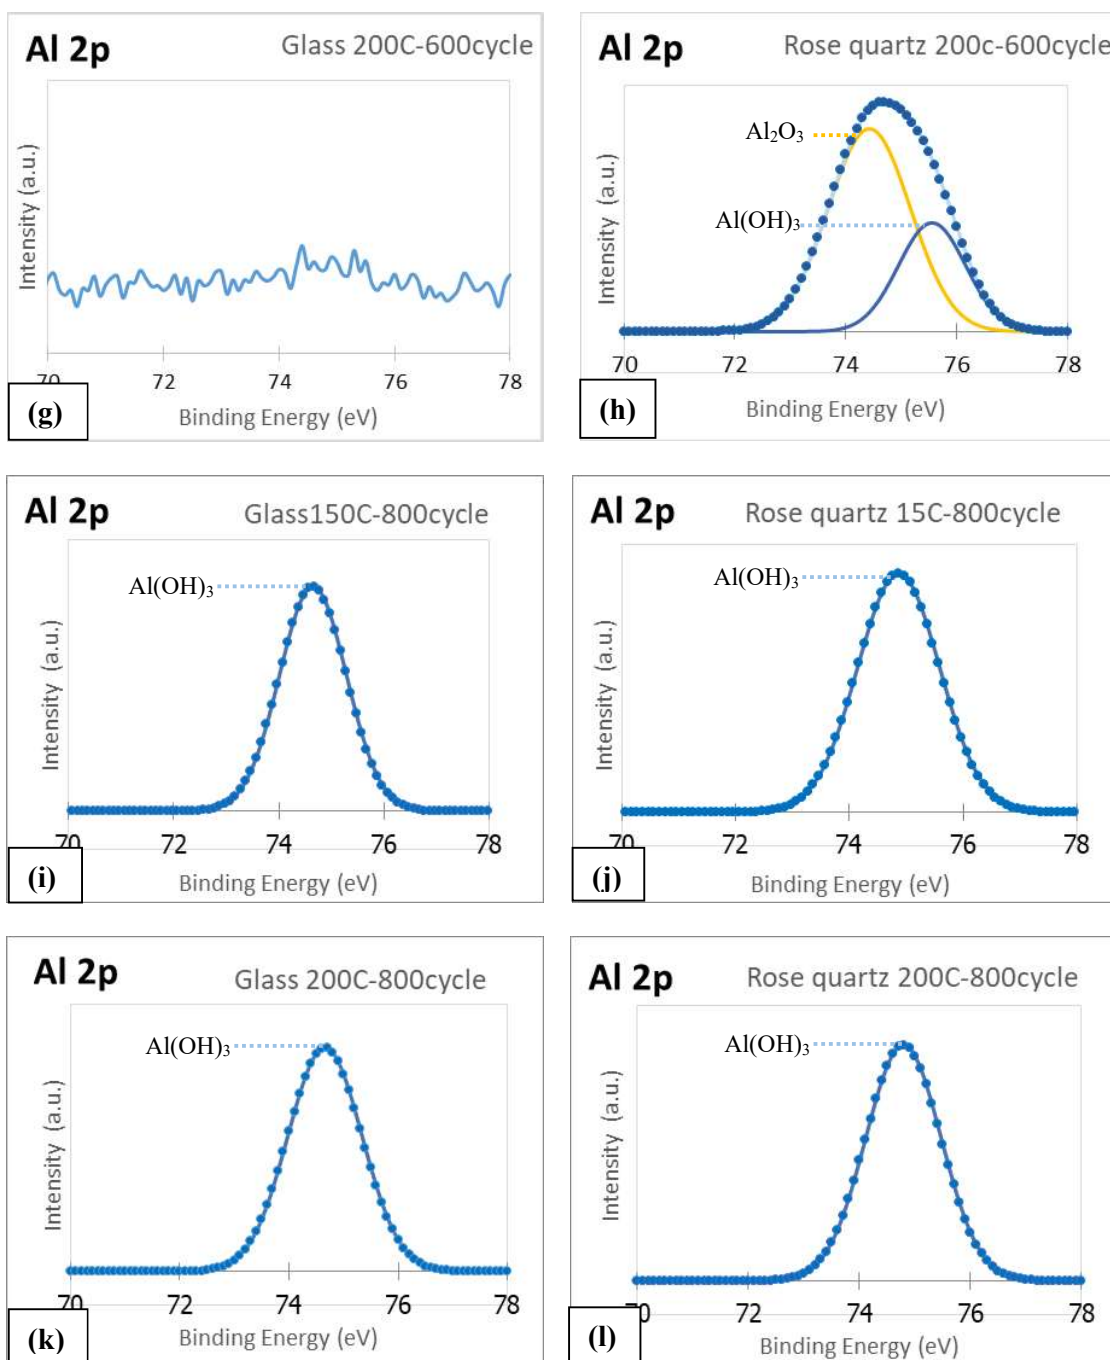 Al 2p
Glass 200C-600cycle
Intensity (a.u.)
70 72 74 76 78
Binding Energy (eV)
(g)
Al 2p
Rose quartz 200c-600cycle
Al₂O₃
Al(OH)₃
Intensity (a.u.)
70 72 74 76 78
Binding Energy (eV)
(h)
Al 2p
Glass150C-800cycle
Al(OH)₃
Intensity (a.u.)
70 72 74 76 78
Binding Energy (eV)
(i)
Al 2p
Rose quartz 15C-800cycle
Al(OH)₃
Intensity (a.u.)
70 72 74 76 78
Binding Energy (eV)
(j)
Al 2p
Glass 200C-800cycle
Al(OH)₃
Intensity (a.u.)
70 72 74 76 78
Binding Energy (eV)
(k)
Al 2p
Rose quartz 200C-800cycle
Al(OH)₃
Intensity (a.u.)
70 72 74 76 78
Binding Energy (eV)
(l)